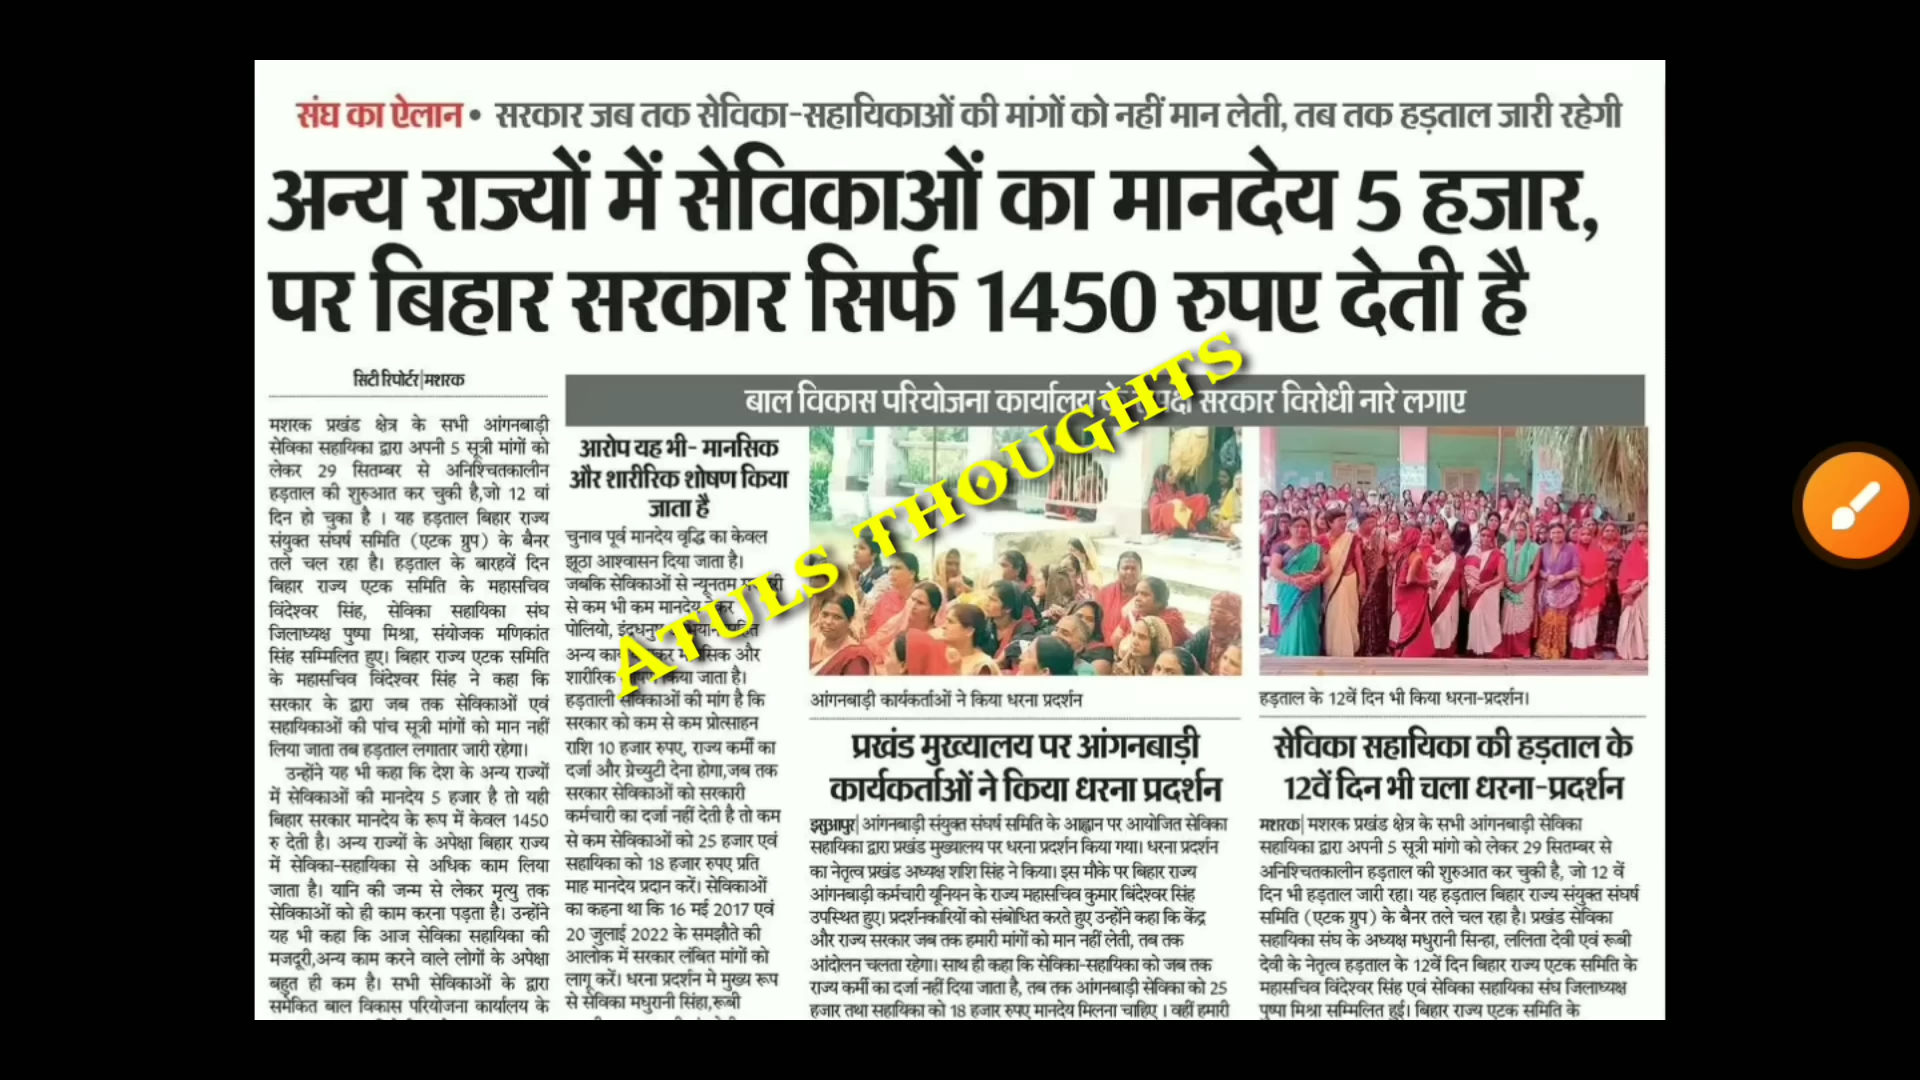 संघ का ऐलान • सरकार जब तक सेविका-सहायिकाओं की मांगों को नहीं मान लेती, तब तक हड़ताल जारी रहेगी
अन्य राज्यों में सेविकाओं का मानदेय 5 हजार,
पर बिहार सरकार सिर्फ 1450 रुपए देती है
सिटी रिपोर्टर|मशरक
मशरक प्रखंड क्षेत्र के सभी आंगनबाड़ी
सेविका सहायिका द्वारा अपनी 5 सूत्री मांगों को
लेकर 29 सितम्बर से अनिश्चितकालीन
हड़ताल की शुरुआत कर चुकी है,जो 12 वां
दिन हो चुका है । यह हड़ताल बिहार राज्य
संयुक्त संघर्ष समिति (एटक ग्रुप) के बैनर
तले चल रहा है। हड़ताल के बारहवें दिन
बिहार राज्य एटक समिति के महासचिव
विंदेश्वर सिंह, सेविका सहायिका संघ
जिलाध्यक्ष पुष्पा मिश्रा, संयोजक मणिकांत
सिंह सम्मिलित हुए। बिहार राज्य एटक समिति
के महासचिव विंदेश्वर सिंह ने कहा कि
सरकार के द्वारा जब तक सेविकाओं एवं
सहायिकाओं की पांच सूत्री मांगों को मान नहीं
लिया जाता तब हड़ताल लगातार जारी रहेगा।
उन्होंने यह भी कहा कि देश के अन्य राज्यों
में सेविकाओं की मानदेय 5 हजार है तो यही
बिहार सरकार मानदेय के रूप में केवल 1450
रु देती है। अन्य राज्यों के अपेक्षा बिहार राज्य
में सेविका-सहायिका से अधिक काम लिया
जाता है। यानि की जन्म से लेकर मृत्यु तक
सेविकाओं को ही काम करना पड़ता है। उन्होंने
यह भी कहा कि आज सेविका सहायिका की
मजदूरी,अन्य काम करने वाले लोगों के अपेक्षा
बहुत ही कम है। सभी सेविकाओं के द्वारा
समेकित बाल विकास परियोजना कार्यालय के
बाल विकास परियोजना कार्यालय के सरकार विरोधी नारे लगाए
आरोप यह भी- मानसिक
और शारीरिक शोषण किया
जाता है
चुनाव पूर्व मानदेय वृद्धि का केवल
झूठा आश्वासन दिया जाता है।
जबकि सेविकाओं से न्यूनतम
से कम भी कम मानदेय
पोलियो,
अन्य और
शारीरिक किया जाता है।
हड़ताली सेविकाओं की मांग है कि
सरकार को कम से कम प्रोत्साहन
राशि 10 हजार रुपए, राज्य कर्मी का
दर्जा और ग्रेच्युटी देना होगा,जब तक
सरकार सेविकाओं को सरकारी
कर्मचारी का दर्जा नहीं देती है तो कम
से कम सेविकाओं को 25 हजार एवं
सहायिका को 18 हजार रुपए प्रति
माह मानदेय प्रदान करें। सेविकाओं
का कहना था कि 16 मई 2017 एवं
20 जुलाई 2022 के समझौते की
आलोक में सरकार लंबित मांगों को
लागू करें। धरना प्रदर्शन मे मुख्य रूप
से सेविका मधुरानी सिंहा,रूबी
ATULS THOUGHTS
आंगनबाड़ी कार्यकर्ताओं ने किया धरना प्रदर्शन
प्रखंड मुख्यालय पर आंगनबाड़ी
कार्यकर्ताओं ने किया धरना प्रदर्शन
इसुआपुर| आंगनबाड़ी संयुक्त संघर्ष समिति के आह्वान पर आयोजित सेविका
सहायिका द्वारा प्रखंड मुख्यालय पर धरना प्रदर्शन किया गया। धरना प्रदर्शन
का नेतृत्व प्रखंड अध्यक्ष शशि सिंह ने किया। इस मौके पर बिहार राज्य
आंगनबाड़ी कर्मचारी यूनियन के राज्य महासचिव कुमार बिंदेश्वर सिंह
उपस्थित हुए। प्रदर्शनकारियों को संबोधित करते हुए उन्होंने कहा कि केंद्र
और राज्य सरकार जब तक हमारी मांगों को मान नहीं लेती, तब तक
आंदोलन चलता रहेगा। साथ ही कहा कि सेविका-सहायिका को जब तक
राज्य कर्मी का दर्जा नहीं दिया जाता है, तब तक आंगनबाड़ी सेविका को 25
हजार तथा सहायिका को 18 हजार रुपए मानदेय मिलना चाहिए । वहीं हमारी
हड़ताल के 12वें दिन भी किया धरना-प्रदर्शन।
सेविका सहायिका की हड़ताल के
12वें दिन भी चला धरना-प्रदर्शन
मशरक| मशरक प्रखंड क्षेत्र के सभी आंगनबाड़ी सेविका
सहायिका द्वारा अपनी 5 सूत्री मांगो को लेकर 29 सितम्बर से
अनिश्चितकालीन हड़ताल की शुरुआत कर चुकी है, जो 12 वें
दिन भी हड़ताल जारी रहा। यह हड़ताल बिहार राज्य संयुक्त संघर्ष
समिति (एटक ग्रुप) के बैनर तले चल रहा है। प्रखंड सेविका
सहायिका संघ के अध्यक्ष मधुरानी सिन्हा, ललिता देवी एवं रूबी
देवी के नेतृत्व हड़ताल के 12वें दिन बिहार राज्य एटक समिति के
महासचिव विंदेश्वर सिंह एवं सेविका सहायिका संघ जिलाध्यक्ष
पुष्पा मिश्रा सम्मिलित हुई। बिहार राज्य एटक समिति के